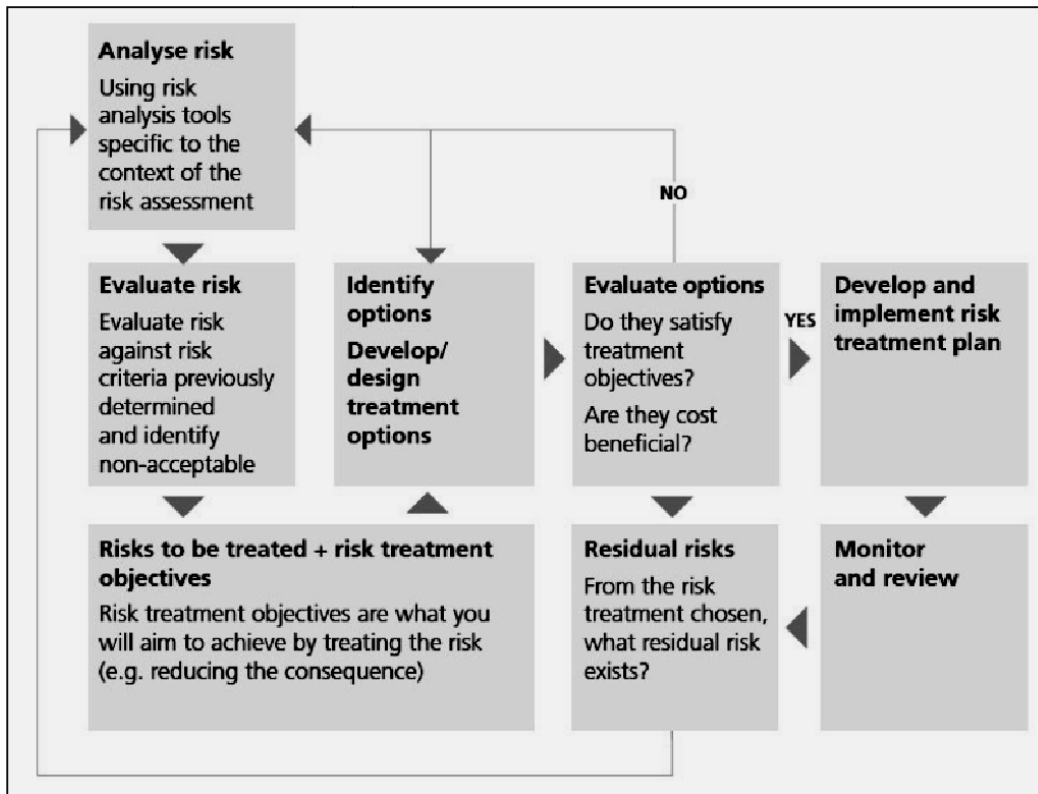 Analyse risk
Using risk
analysis tools
specific to the
context of the
risk assessment
NO
Evaluate risk
Evaluate risk
against risk
criteria previously
determined
and identify
non-acceptable
Identify
options
Develop/
design
treatment
options
Evaluate options
Do they satisfy
treatment
objectives?
Are they cost
beneficial?
YES
Develop and
implement risk
treatment plan
Risks to be treated + risk treatment
objectives
Risk treatment objectives are what you
will aim to achieve by treating the risk
(e.g. reducing the consequence)
Residual risks
From the risk
treatment chosen,
what residual risk
exists?
Monitor
and review